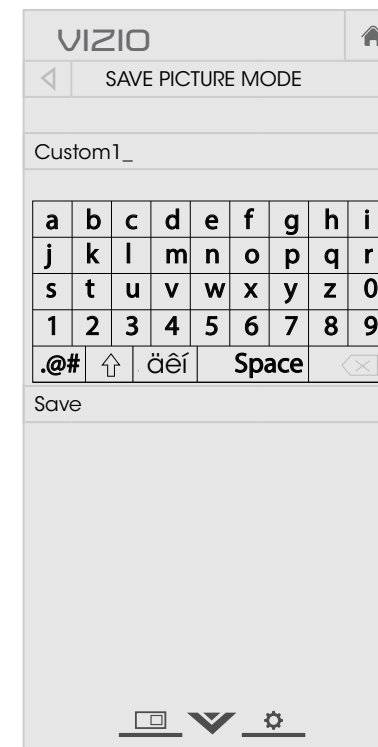 VIZIO
SAVE PICTURE MODE
Custom1_
a b c d e f g h i
j k l m n o p q r
s t u v w x y z 0
1 2 3 4 5 6 7 8 9
.@# äêí Space
Save